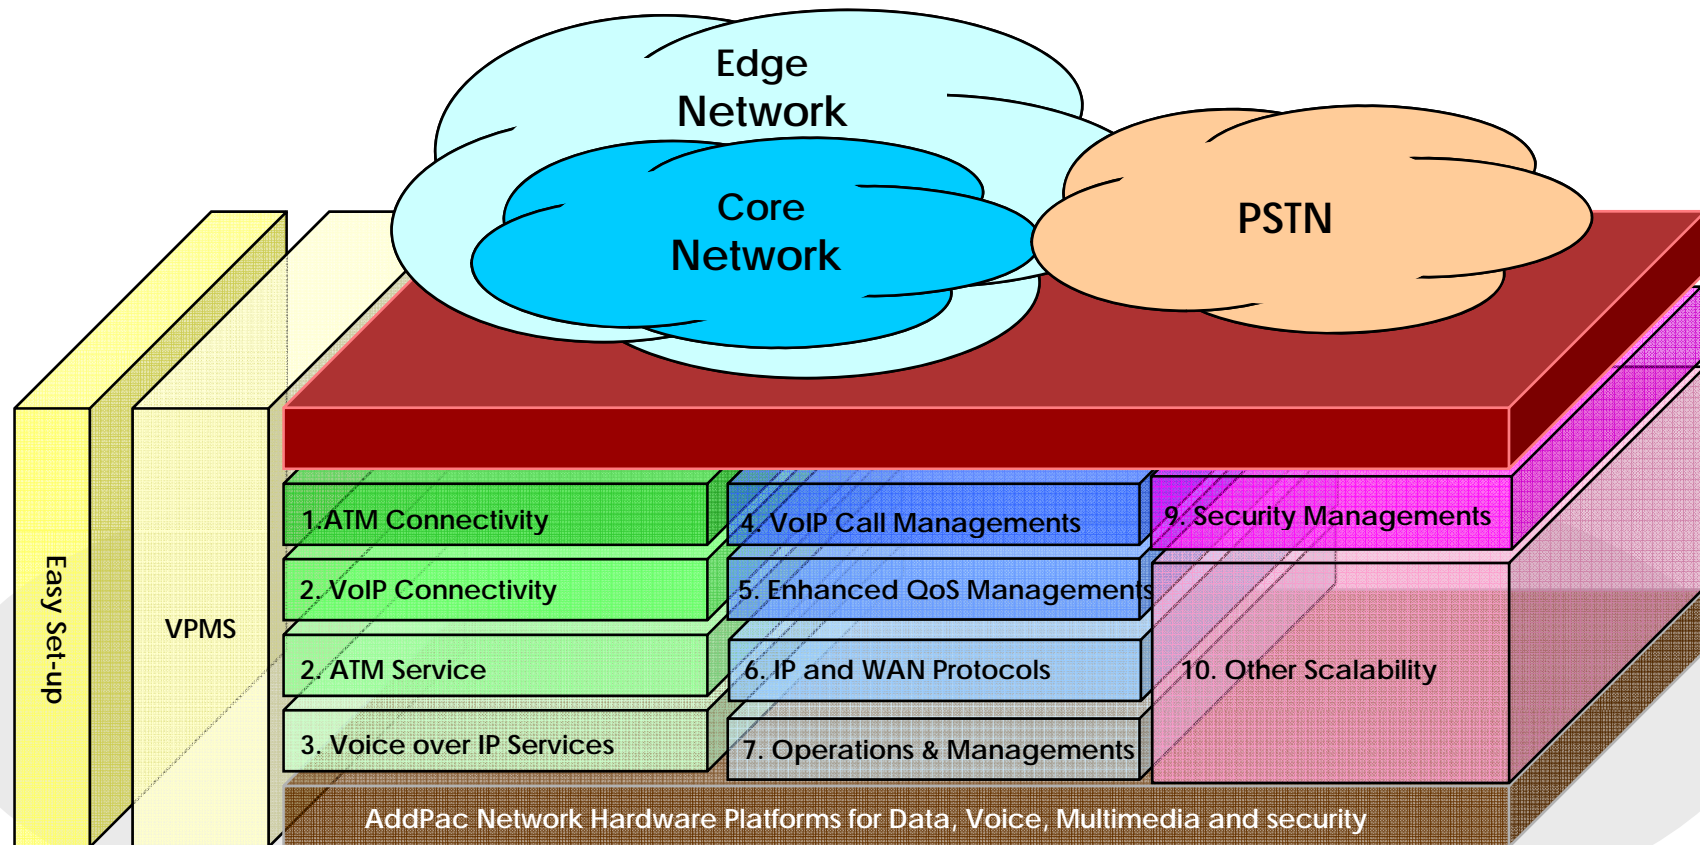 Edge
Network
Core
Network
PSTN
Easy Set-up
VPMS
1.ATM Connectivity
2. VoIP Connectivity
2. ATM Service
3. Voice over IP Services
4. VoIP Call Managements
5. Enhanced QoS Managements
6. IP and WAN Protocols
7. Operations & Managements
9. Security Managements
10. Other Scalability
AddPac Network Hardware Platforms for Data, Voice, Multimedia and security